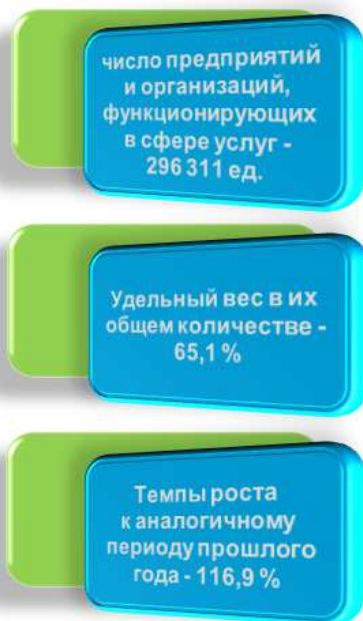 число предприятий
и организаций,
функционирующих
в сфере услуг -
296 311 ед.
Удельный вес в их
общем количестве -
65,1 %
Темпы роста
к аналогичному
периоду прошлого
года - 116,9 %